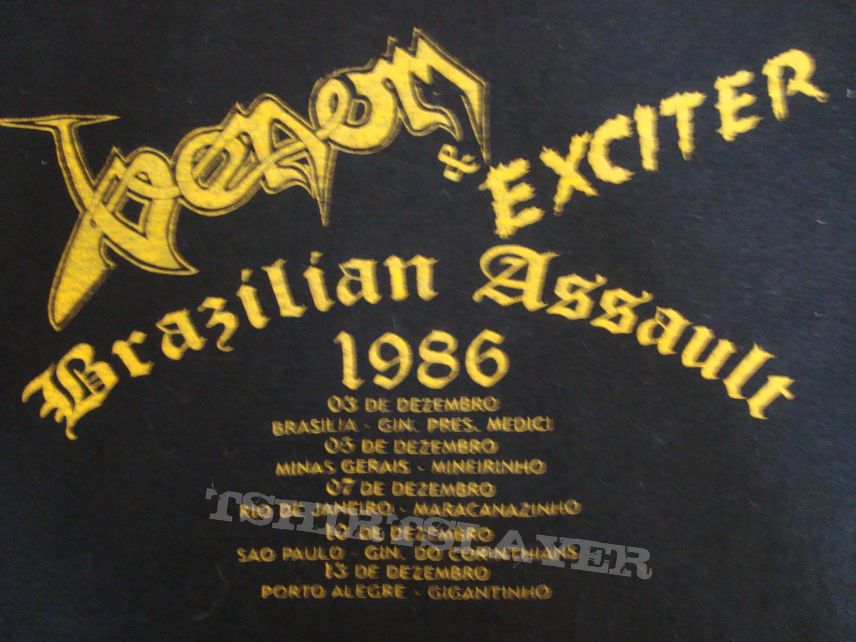 VENOM
& EXCITER
Brazilian Assault
1986
03 DE DEZEMBRO
BRASILIA - GIN. PRES. MEDICI
05 DE DEZEMBRO
MINAS GERAIS - MINEIRINHO
07 DE DEZEMBRO
RIO DE JANEIRO - MARACANAZINHO
10 DE DEZEMBRO
SAO PAULO - GIN. DO CORINTHIANS
13 DE DEZEMBRO
PORTO ALEGRE - GIGANTINHO
TSHIRTSLAYER